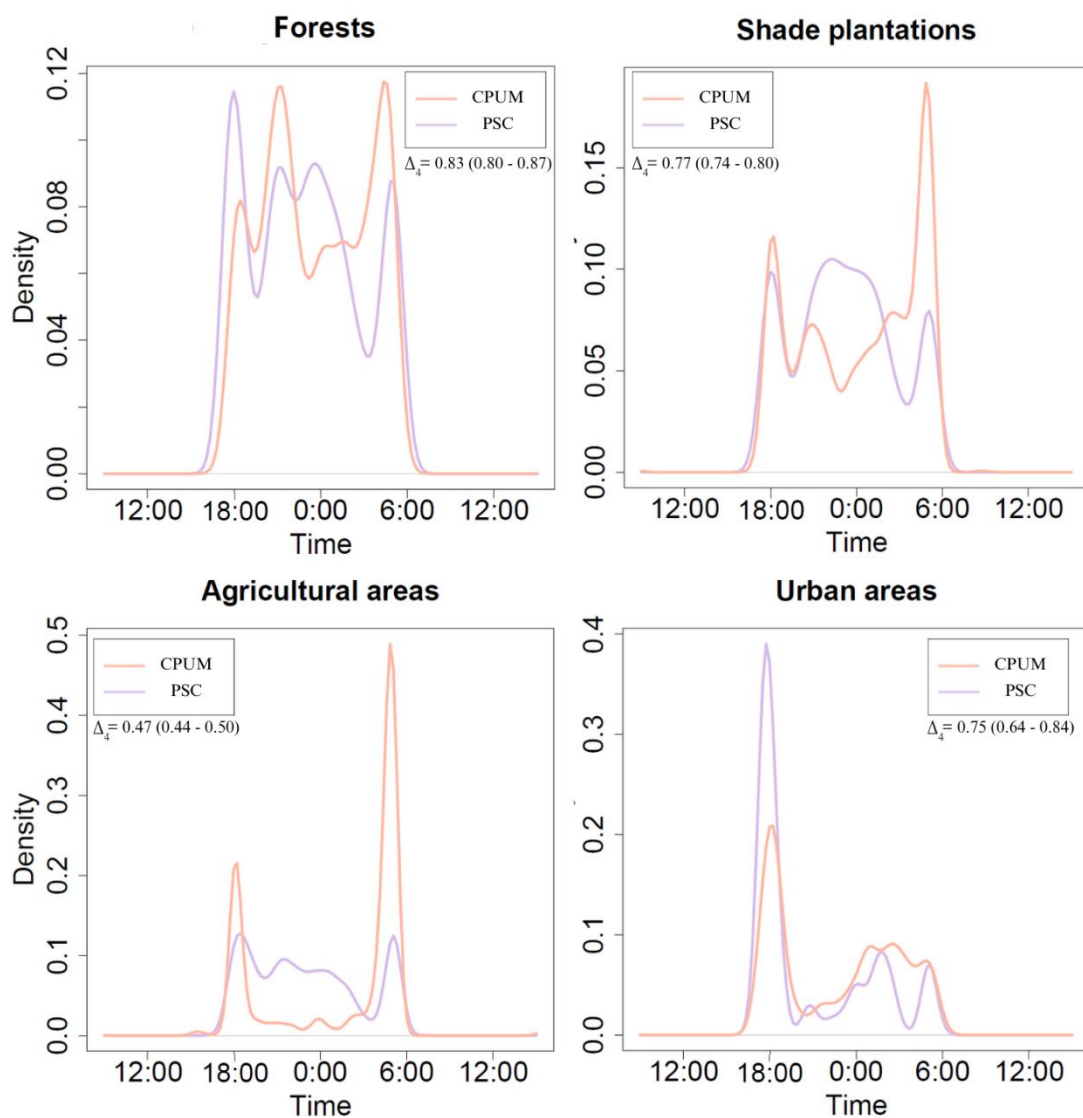 Forests
CPUM
PSC
Δ4= 0.83 (0.80 - 0.87)
Density
0.12
0.08
0.04
0.00
12:00 18:00 0:00 6:00 12:00
Time
Shade plantations
CPUM
PSC
Δ4= 0.77 (0.74 - 0.80)
0.15
0.10
0.05
0.00
12:00 18:00 0:00 6:00 12:00
Time
Agricultural areas
CPUM
PSC
Δ4= 0.47 (0.44 - 0.50)
Density
0.5
0.4
0.3
0.2
0.1
0.0
12:00 18:00 0:00 6:00 12:00
Time
Urban areas
CPUM
PSC
Δ4= 0.75 (0.64 - 0.84)
0.4
0.3
0.2
0.1
0.0
12:00 18:00 0:00 6:00 12:00
Time